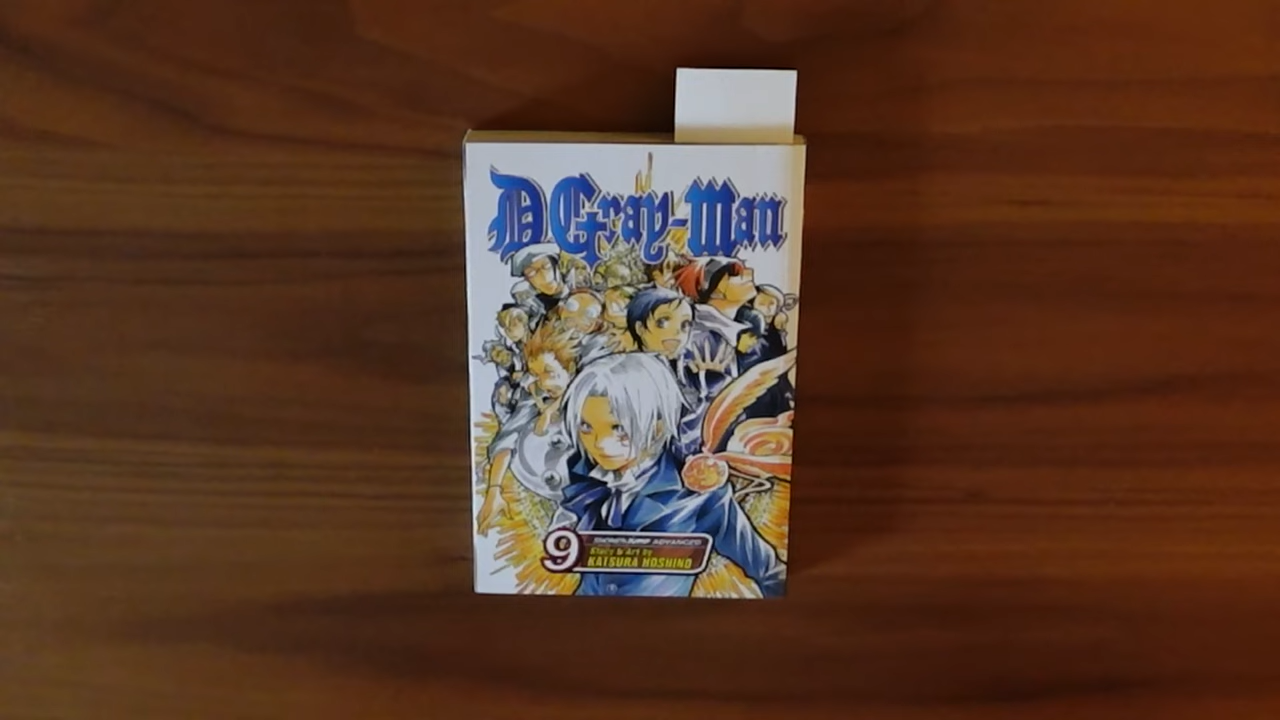 D Gray-Man
9
SHONEN JUMP ADVANCED
Story & Art by
KATSURA HOSHINO